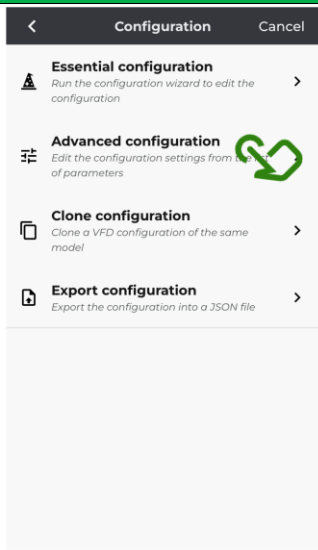 Configuration Cancel
Essential configuration
Run the configuration wizard to edit the
configuration
Advanced configuration
Edit the configuration settings from the list
of parameters
Clone configuration
Clone a VFD configuration of the same
model
Export configuration
Export the configuration into a JSON file